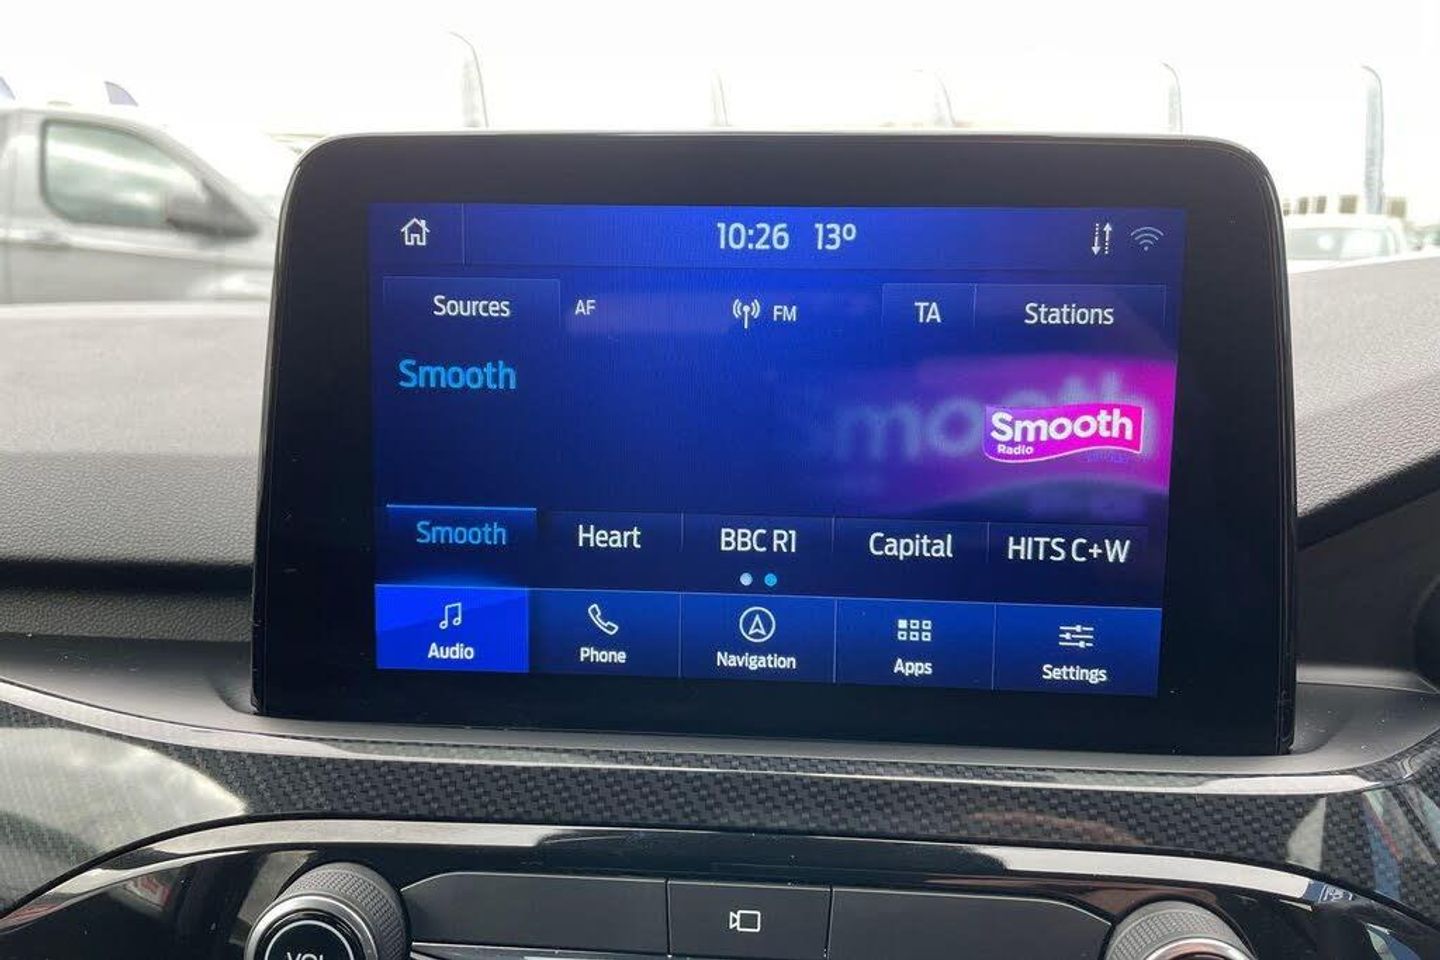 10:26 13º
Sources AF FM TA Stations
Smooth
Smooth
Radio
Smooth Heart BBC R1 Capital HITS C+W
Audio Phone Navigation Apps Settings
VOL